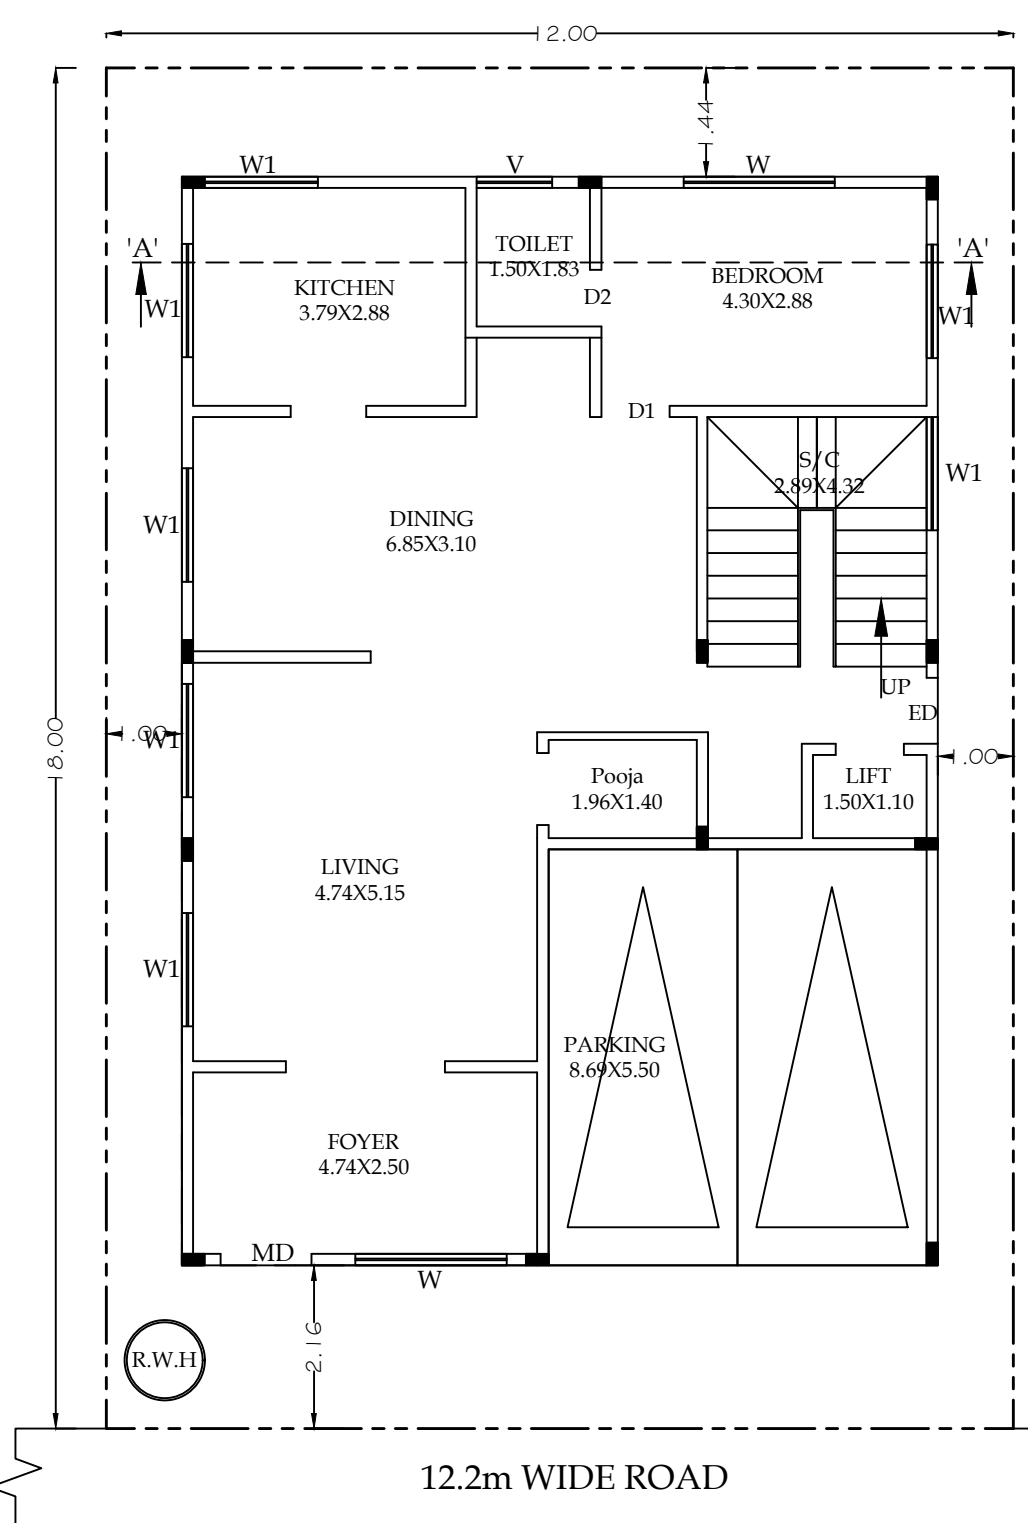 12.00
1.44
W1
V
W
'A'
'A'
TOILET
1.50X1.83
BEDROOM
4.30X2.88
KITCHEN
3.79X2.88
D2
W1
W1
D1
S/C
2.89X4.32
W1
DINING
6.85X3.10
W1
UP
ED
18.00
1.00
W1
1.00
Pooja
1.96X1.40
LIFT
1.50X1.10
LIVING
4.74X5.15
W1
PARKING
8.69X5.50
FOYER
4.74X2.50
MD
W
2.16
R.W.H
12.2m WIDE ROAD